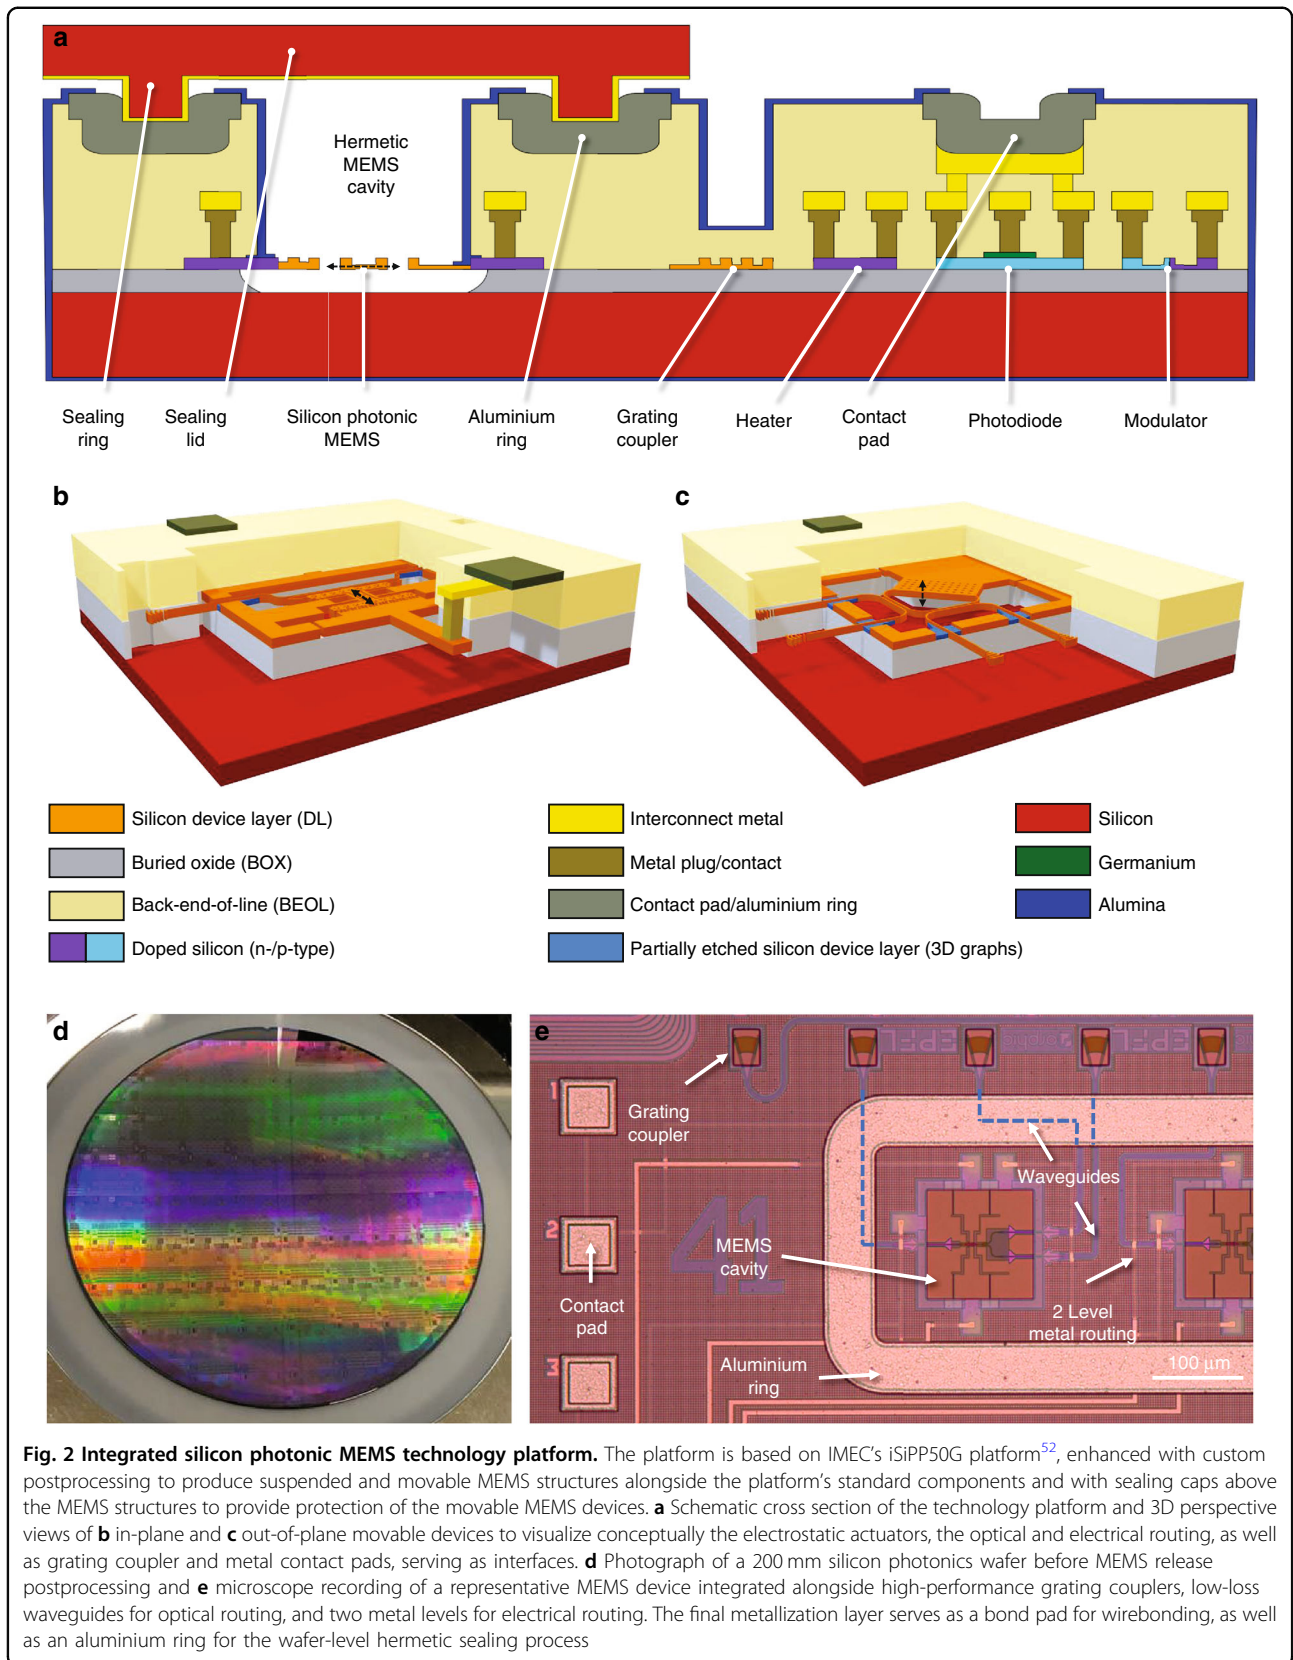 a
Hermetic
MEMS
cavity
Sealing
ring
Sealing
lid
Silicon photonic
MEMS
Aluminium
ring
Grating
coupler
Heater
Contact
pad
Photodiode
Modulator
b
c
Silicon device layer (DL)
Interconnect metal
Silicon
Buried oxide (BOX)
Metal plug/contact
Germanium
Back-end-of-line (BEOL)
Contact pad/aluminium ring
Alumina
Doped silicon (n-/p-type)
Partially etched silicon device layer (3D graphs)
d
e
EPFL
EPFL
1
Grating
coupler
Waveguides
2
41
MEMS
cavity
Contact
pad
2 Level
metal routing
3
Aluminium
ring
100 μm
Fig. 2 Integrated silicon photonic MEMS technology platform. The platform is based on IMEC's iSiPP50G platform52, enhanced with custom
postprocessing to produce suspended and movable MEMS structures alongside the platform's standard components and with sealing caps above
the MEMS structures to provide protection of the movable MEMS devices. a Schematic cross section of the technology platform and 3D perspective
views of b in-plane and c out-of-plane movable devices to visualize conceptually the electrostatic actuators, the optical and electrical routing, as well
as grating coupler and metal contact pads, serving as interfaces. d Photograph of a 200 mm silicon photonics wafer before MEMS release
postprocessing and e microscope recording of a representative MEMS device integrated alongside high-performance grating couplers, low-loss
waveguides for optical routing, and two metal levels for electrical routing. The final metallization layer serves as a bond pad for wirebonding, as well
as an aluminium ring for the wafer-level hermetic sealing process